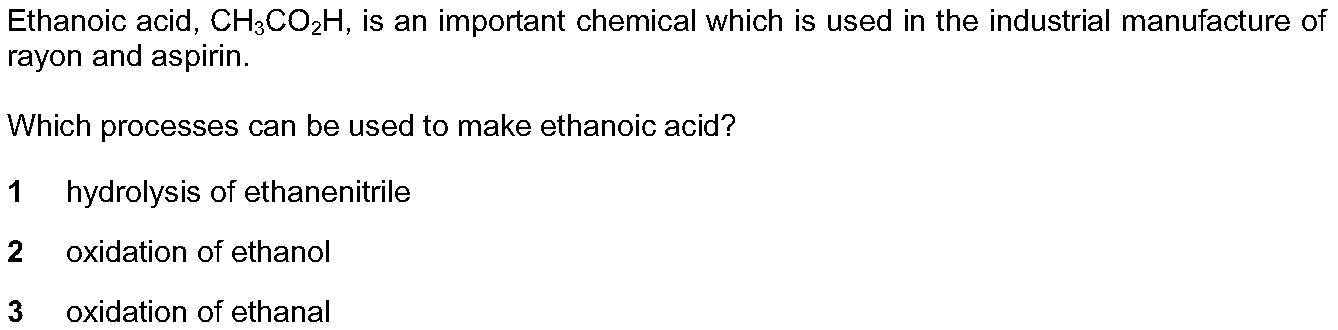 Ethanoic acid, CH₃CO₂H, is an important chemical which is used in the industrial manufacture of
rayon and aspirin.
Which processes can be used to make ethanoic acid?
1 hydrolysis of ethanenitrile
2 oxidation of ethanol
3 oxidation of ethanal